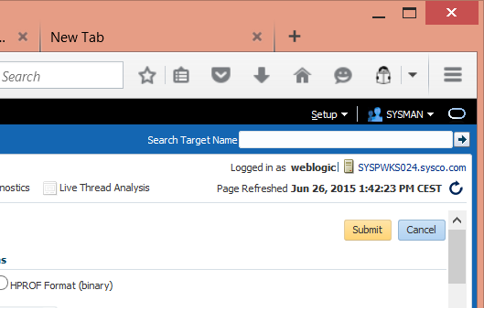 New Tab
Search
Setup SYSMAN
Search Target Name
Logged in as weblogic SYSPWKS024.sysco.com
nostics Live Thread Analysis Page Refreshed Jun 26, 2015 1:42:23 PM CEST
Submit Cancel
ns
HPROF Format (binary)